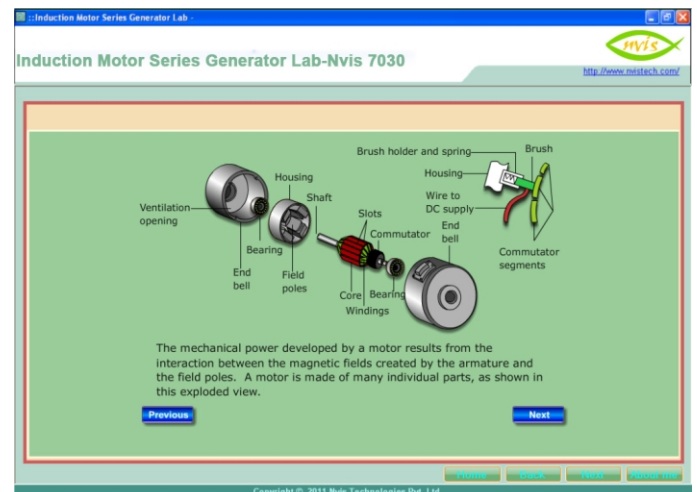 ::Induction Motor Series Generator Lab -
nvis
Induction Motor Series Generator Lab-Nvis 7030
http://www.nvistech.com/
Brush holder and spring
Brush
Housing
Housing
Shaft
Wire to
DC supply
Ventilation
opening
Slots
Commutator
End
bell
Bearing
Commutator
segments
End
bell
Field
poles
Core
Bearing
Windings
The mechanical power developed by a motor results from the
interaction between the magnetic fields created by the armature and
the field poles. A motor is made of many individual parts, as shown in
this exploded view.
Previous
Next
Home
Back
Next
About me
Copyright © 2011 Nvis Technologies Pvt. Ltd.